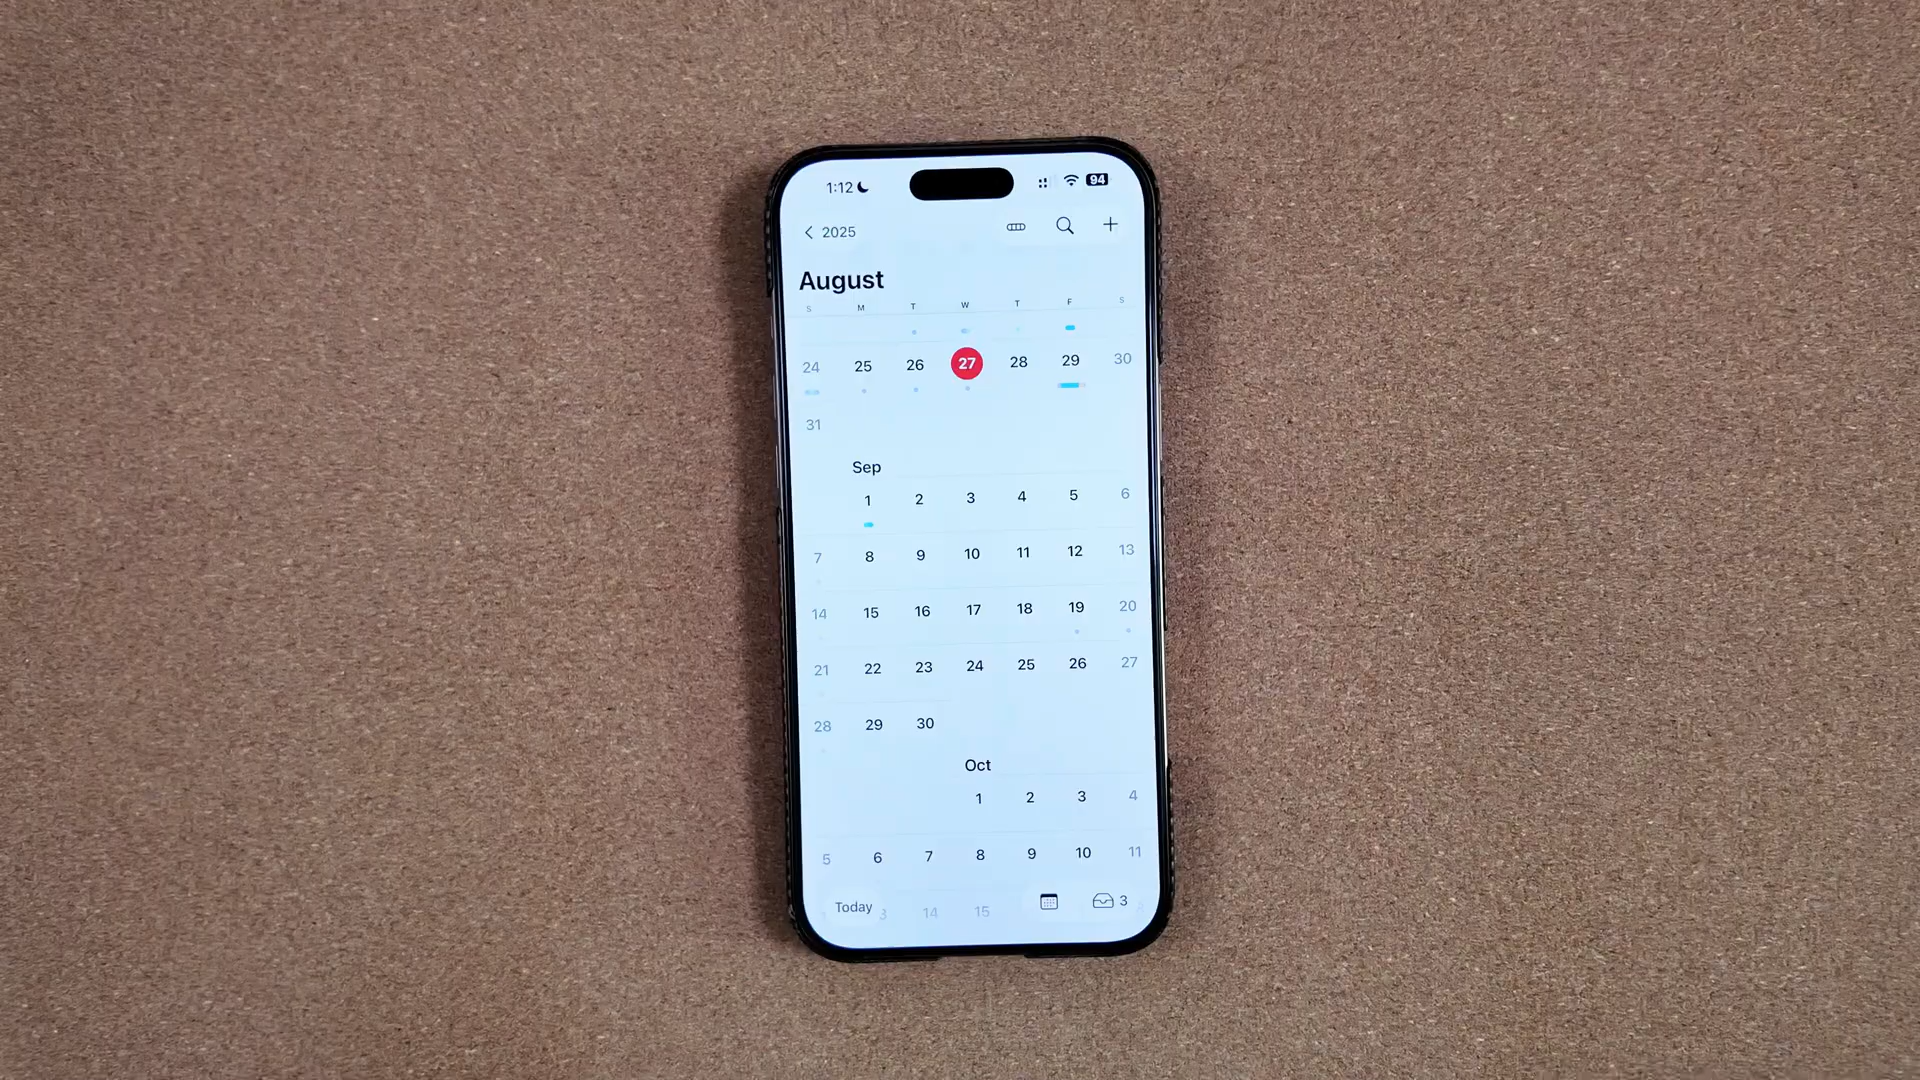 1:12 94
2025
August
S M T W T F S
24 25 26 27 28 29 30
31
Sep
1 2 3 4 5 6
7 8 9 10 11 12 13
14 15 16 17 18 19 20
21 22 23 24 25 26 27
28 29 30
Oct
1 2 3 4
5 6 7 8 9 10 11
14 15
Today 3